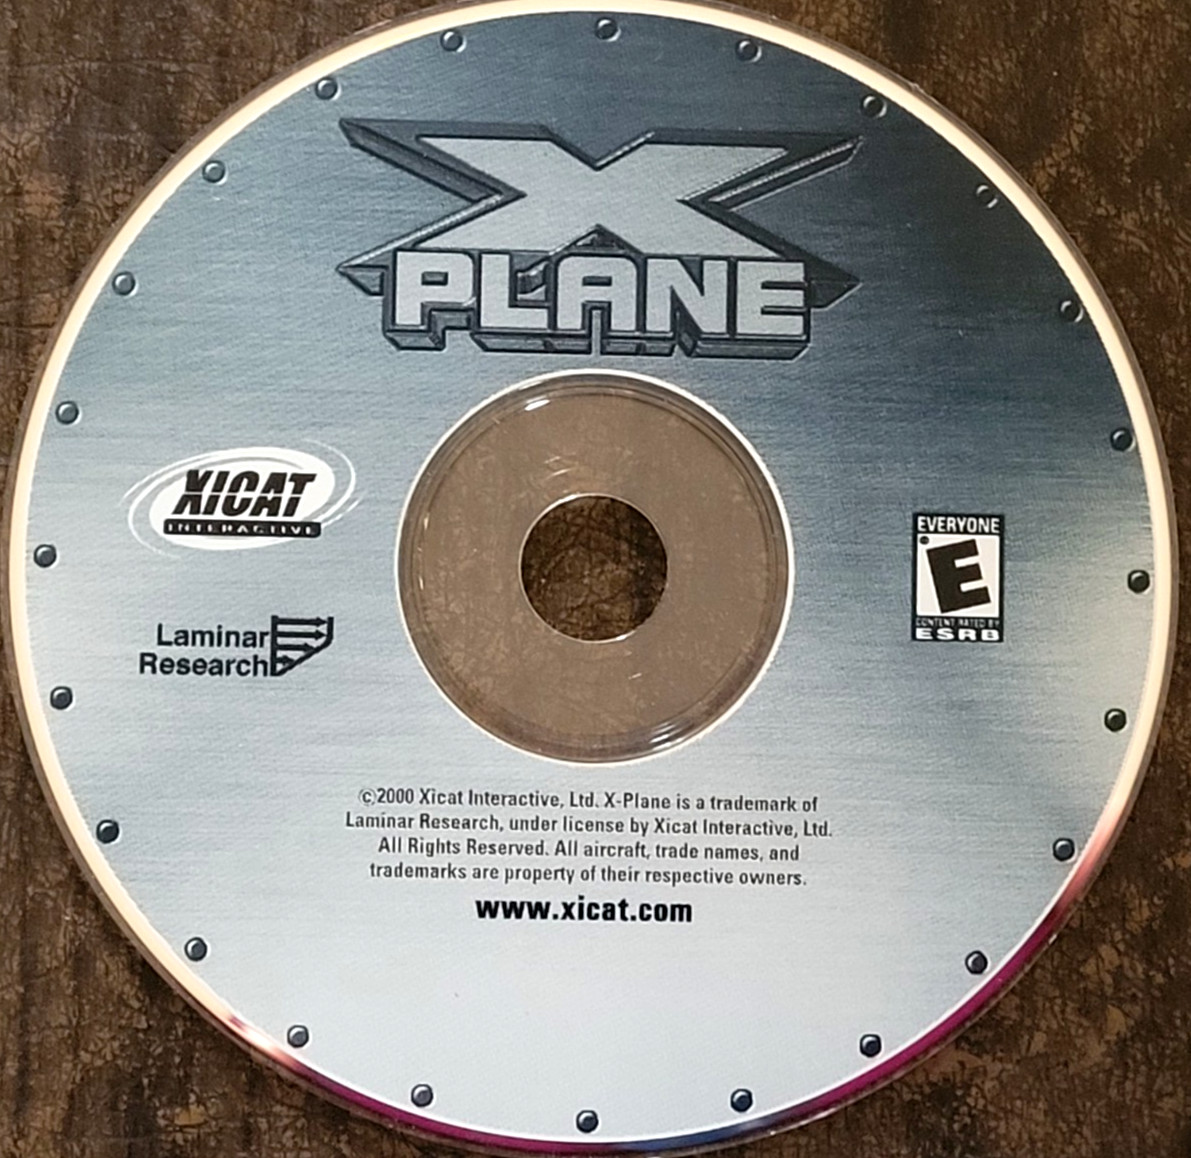 X
PLANE
XICAT
INTERACTIVE
Laminar
Research
EVERYONE
E
CONTENT RATED BY
ESRB
©2000 Xicat Interactive, Ltd. X-Plane is a trademark of
Laminar Research, under license by Xicat Interactive, Ltd.
All Rights Reserved. All aircraft, trade names, and
trademarks are property of their respective owners.
www.xicat.com